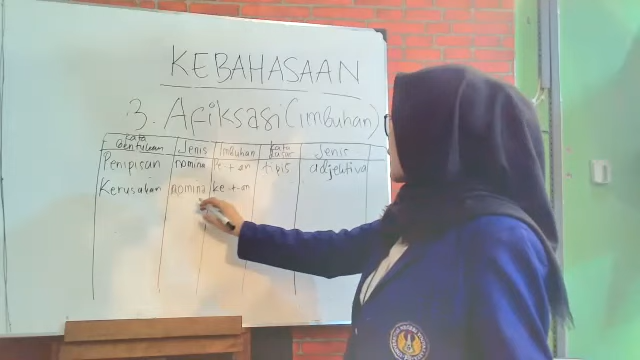 KEBAHASAAN
3. Afiksasi (imbuhan)
Kata Bentukan Jenis Imbuhan Kata Dasar Jenis
Penipisan nomina + an tipis adjektiva
Kerusakan nomina ke + an